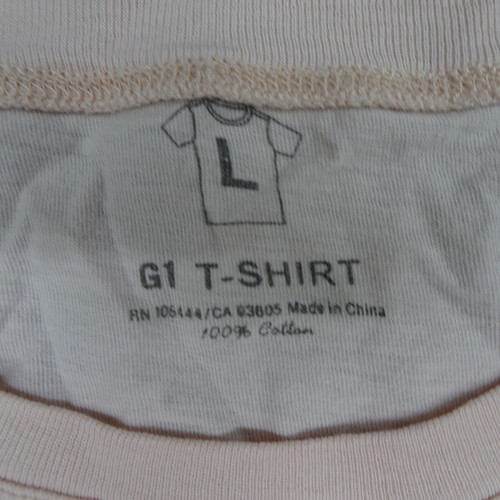 L
G1 T-SHIRT
RN 105444/CA 93605 Made in China
100% Cotton